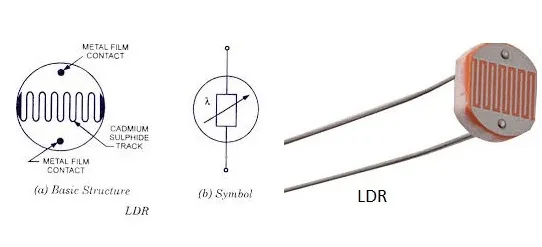 METAL FILM
CONTACT
CADMIUM
SULPHIDE
TRACK
METAL FILM
CONTACT
(a) Basic Structure
λ
(b) Symbol
LDR
LDR